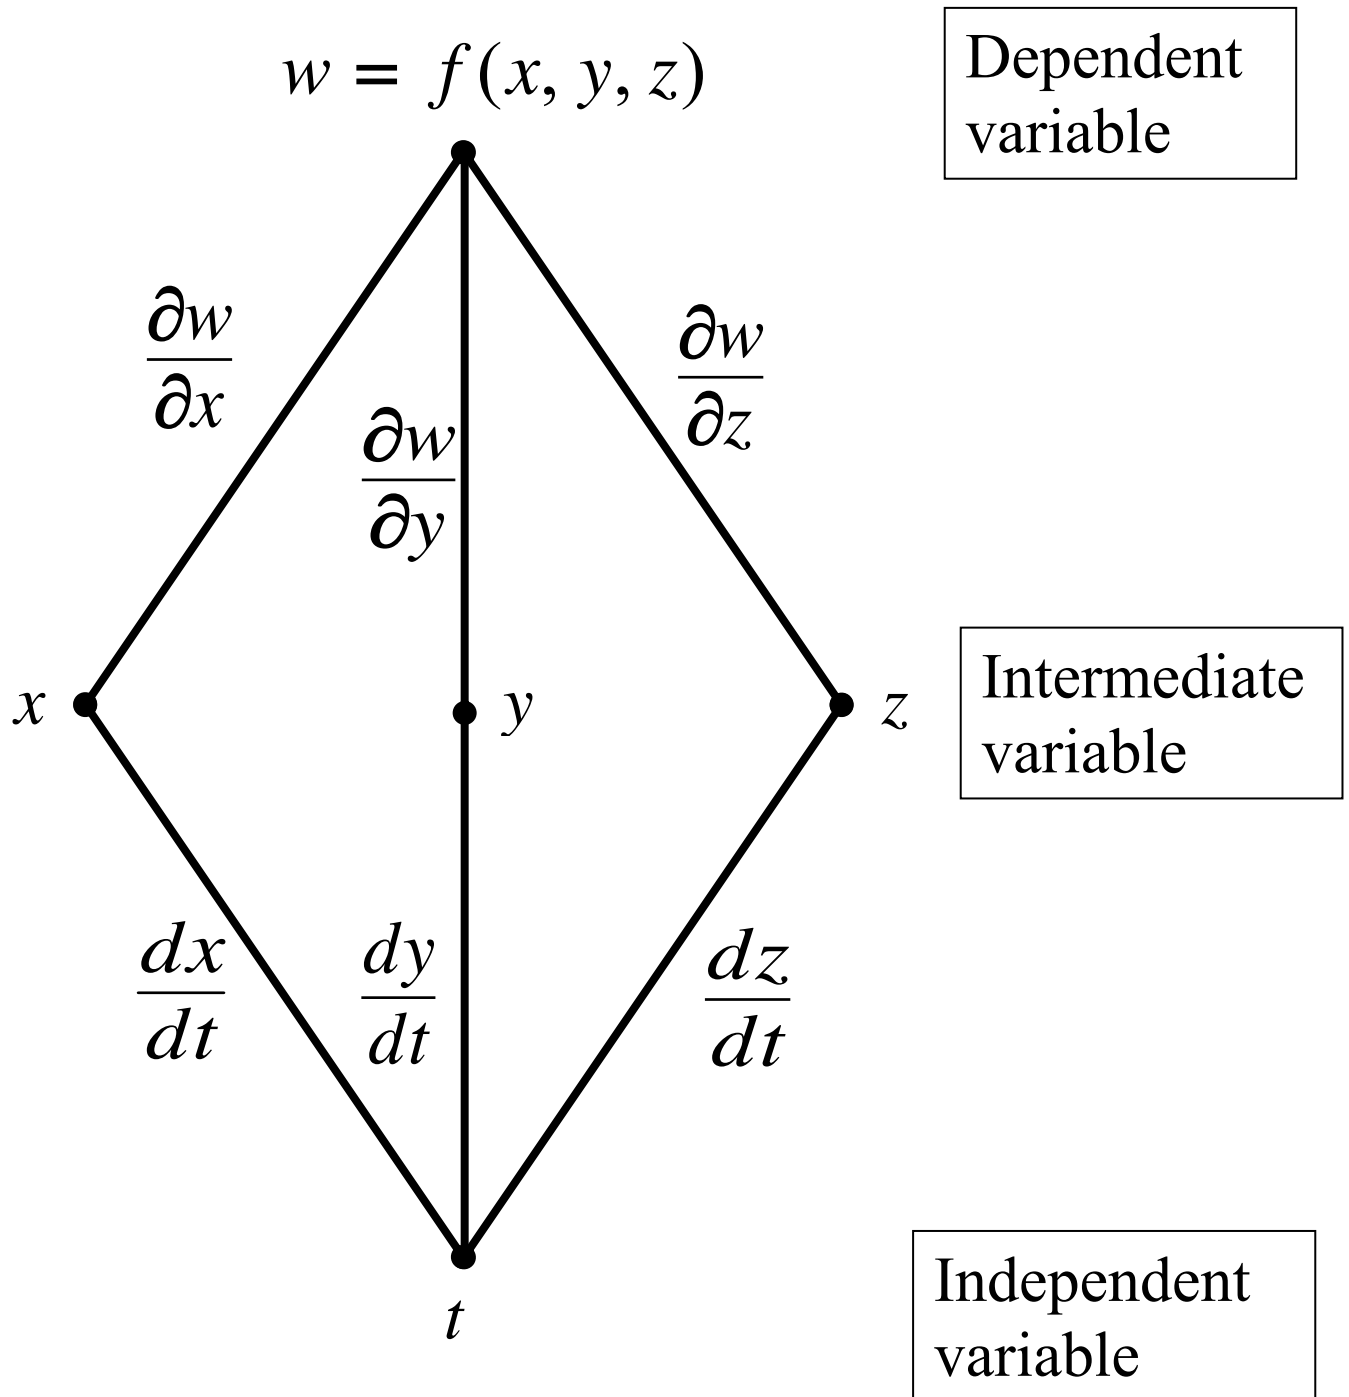 w = f(x, y, z)
Dependent
variable
∂w
∂x
∂w
∂z
∂w
∂y
x
y
z
Intermediate
variable
dx
dt
dy
dt
dz
dt
t
Independent
variable